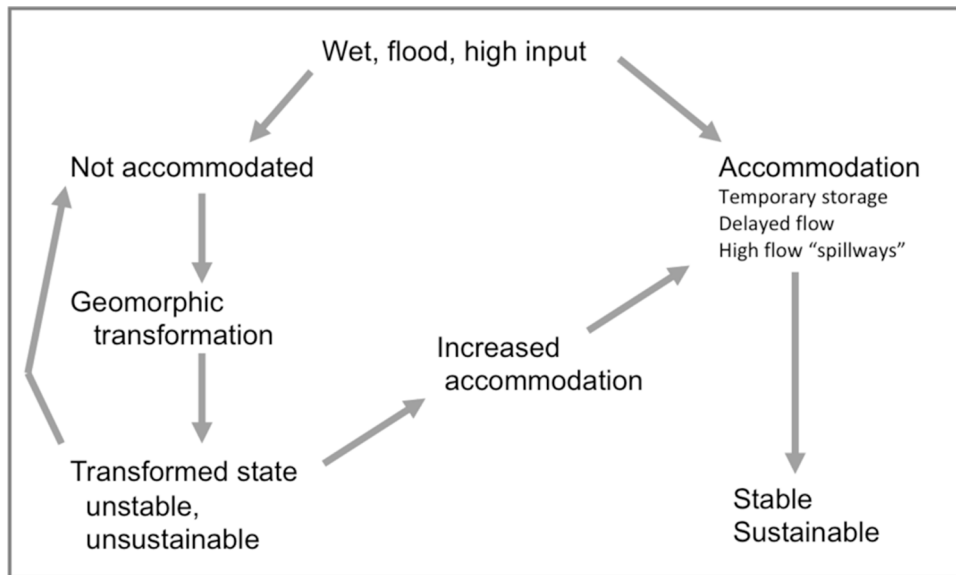 Wet, flood, high input
Not accommodated
Accommodation
Temporary storage
Delayed flow
High flow “spillways”
Geomorphic
transformation
Increased
accommodation
Transformed state
unstable,
unsustainable
Stable
Sustainable